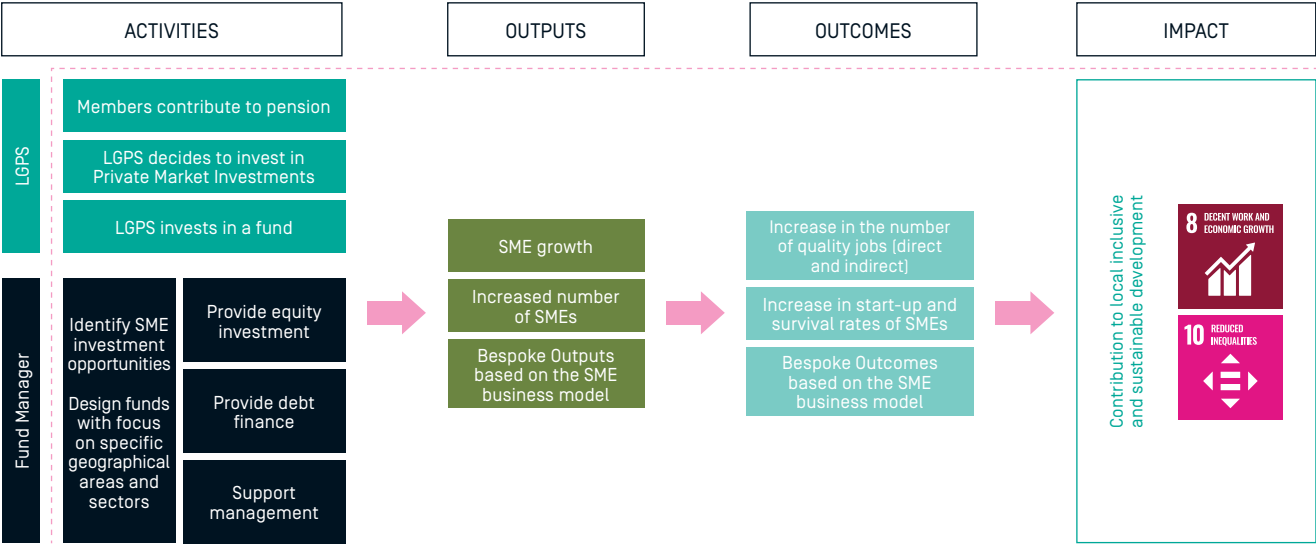 ACTIVITIES
OUTPUTS
OUTCOMES
IMPACT
LGPS
Members contribute to pension
LGPS decides to invest in
Private Market Investments
LGPS invests in a fund
Fund Manager
Identify SME
investment
opportunities
Design funds
with focus
on specific
geographical
areas and
sectors
Provide equity
investment
Provide debt
finance
Support
management
SME growth
Increased number
of SMEs
Bespoke Outputs
based on the SME
business model
Increase in the number
of quality jobs (direct
and indirect)
Increase in start-up and
survival rates of SMEs
Bespoke Outcomes
based on the SME
business model
Contribution to local inclusive
and sustainable development
8 DECENT WORK AND
ECONOMIC GROWTH
10 REDUCED
INEQUALITIES